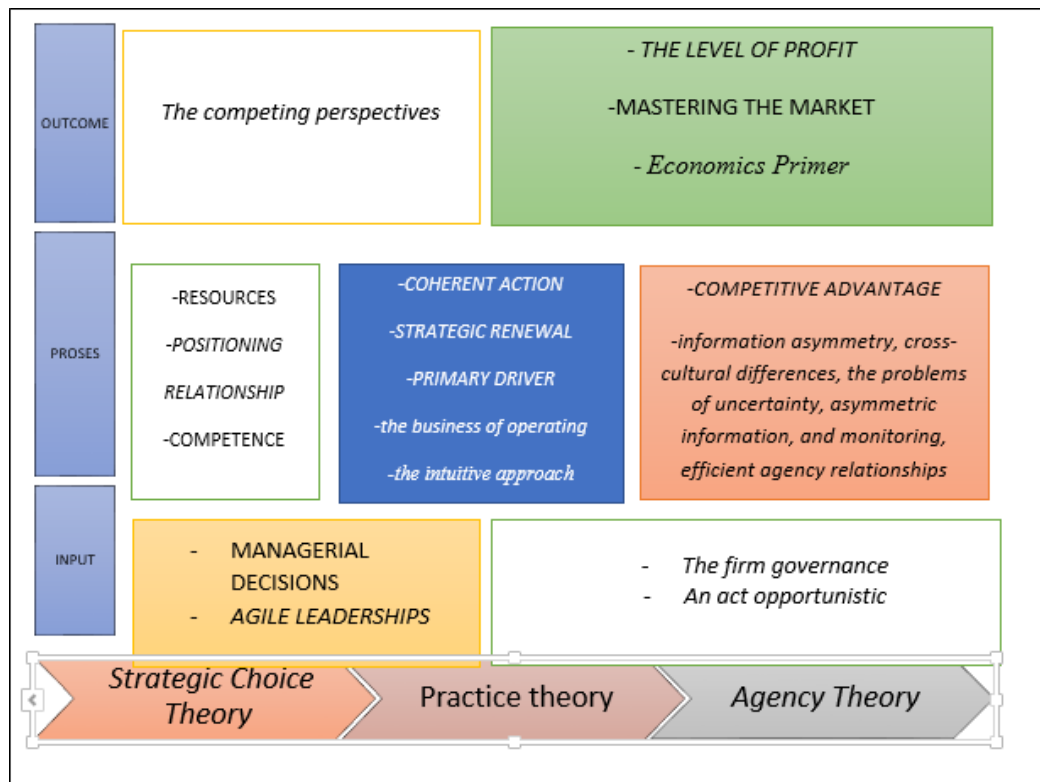 OUTCOME
The competing perspectives
- THE LEVEL OF PROFIT
-MASTERING THE MARKET
- Economics Primer
PROSES
-RESOURCES
-POSITIONING
RELATIONSHIP
-COMPETENCE
-COHERENT ACTION
-STRATEGIC RENEWAL
-PRIMARY DRIVER
-the business of operating
-the intuitive approach
-COMPETITIVE ADVANTAGE
-information asymmetry, cross-
cultural differences, the problems
of uncertainty, asymmetric
information, and monitoring,
efficient agency relationships
INPUT
- MANAGERIAL
DECISIONS
- AGILE LEADERSHIPS
- The firm governance
- An act opportunistic
Strategic Choice
Theory
Practice theory
Agency Theory